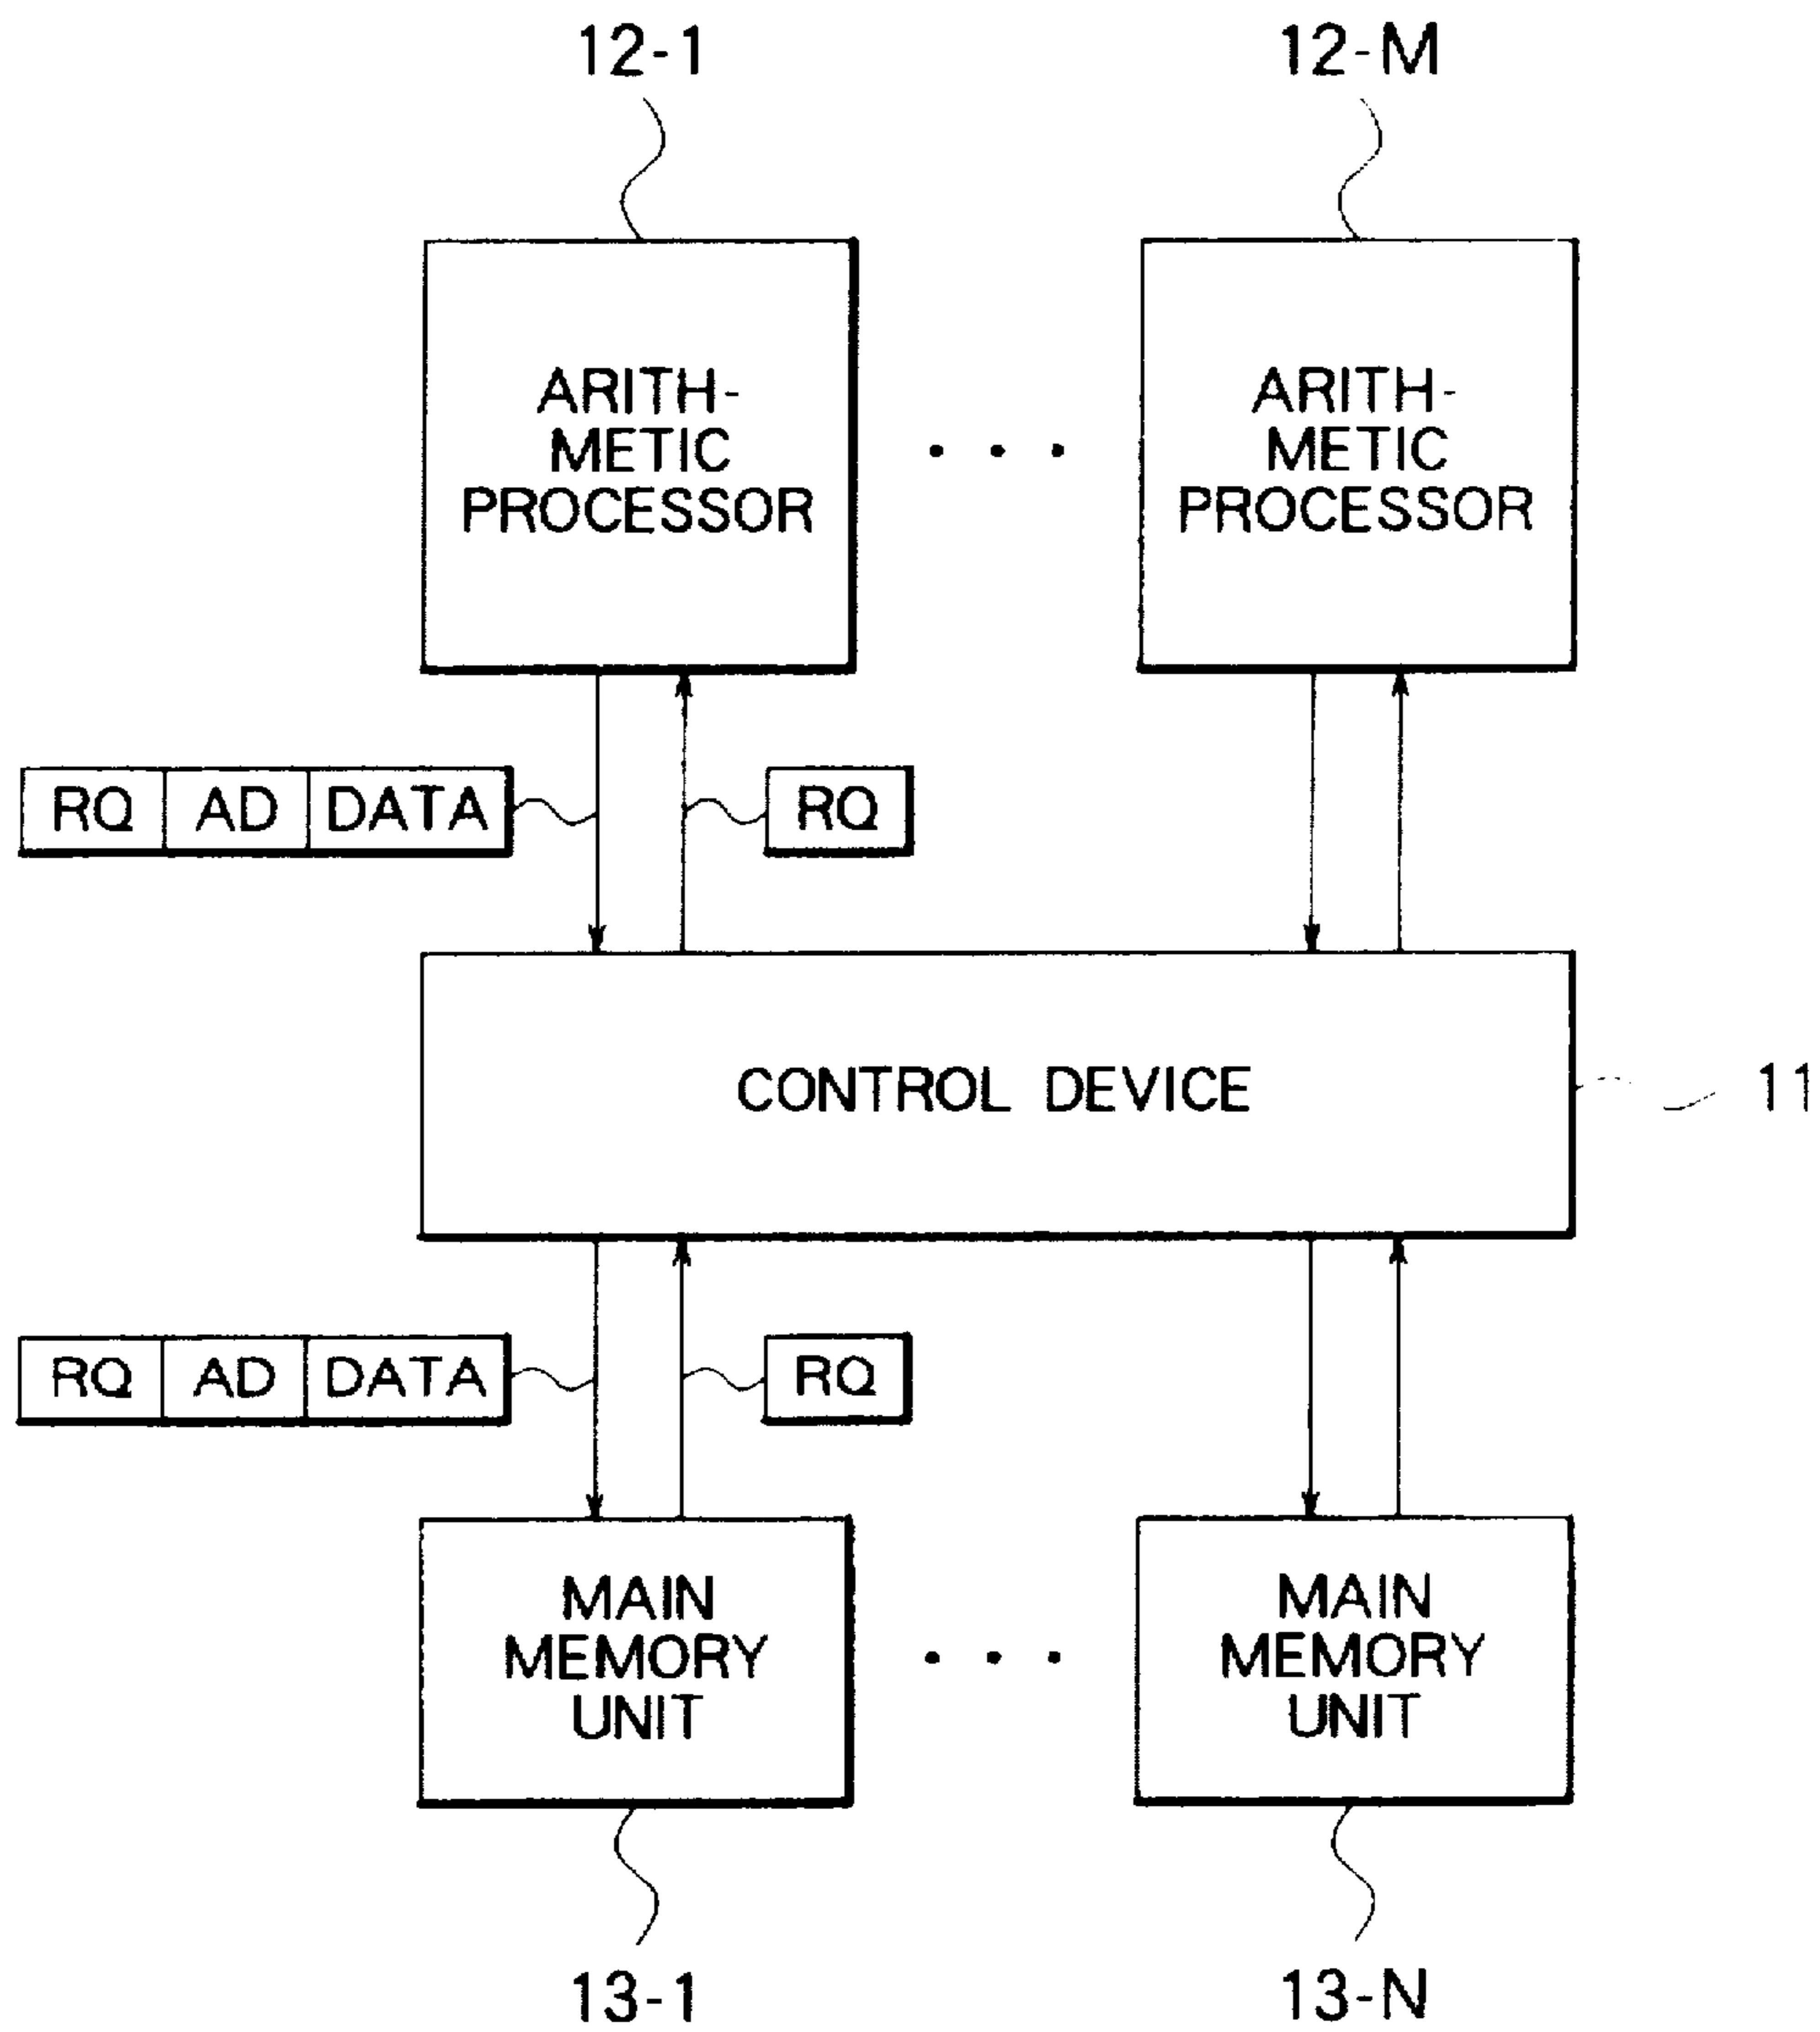 12-1
12-M
ARITH-
METIC
PROCESSOR
• • •
ARITH-
METIC
PROCESSOR
RQ AD DATA
RQ
CONTROL DEVICE
11
RQ AD DATA
RQ
MAIN
MEMORY
UNIT
• • •
MAIN
MEMORY
UNIT
13-1
13-N